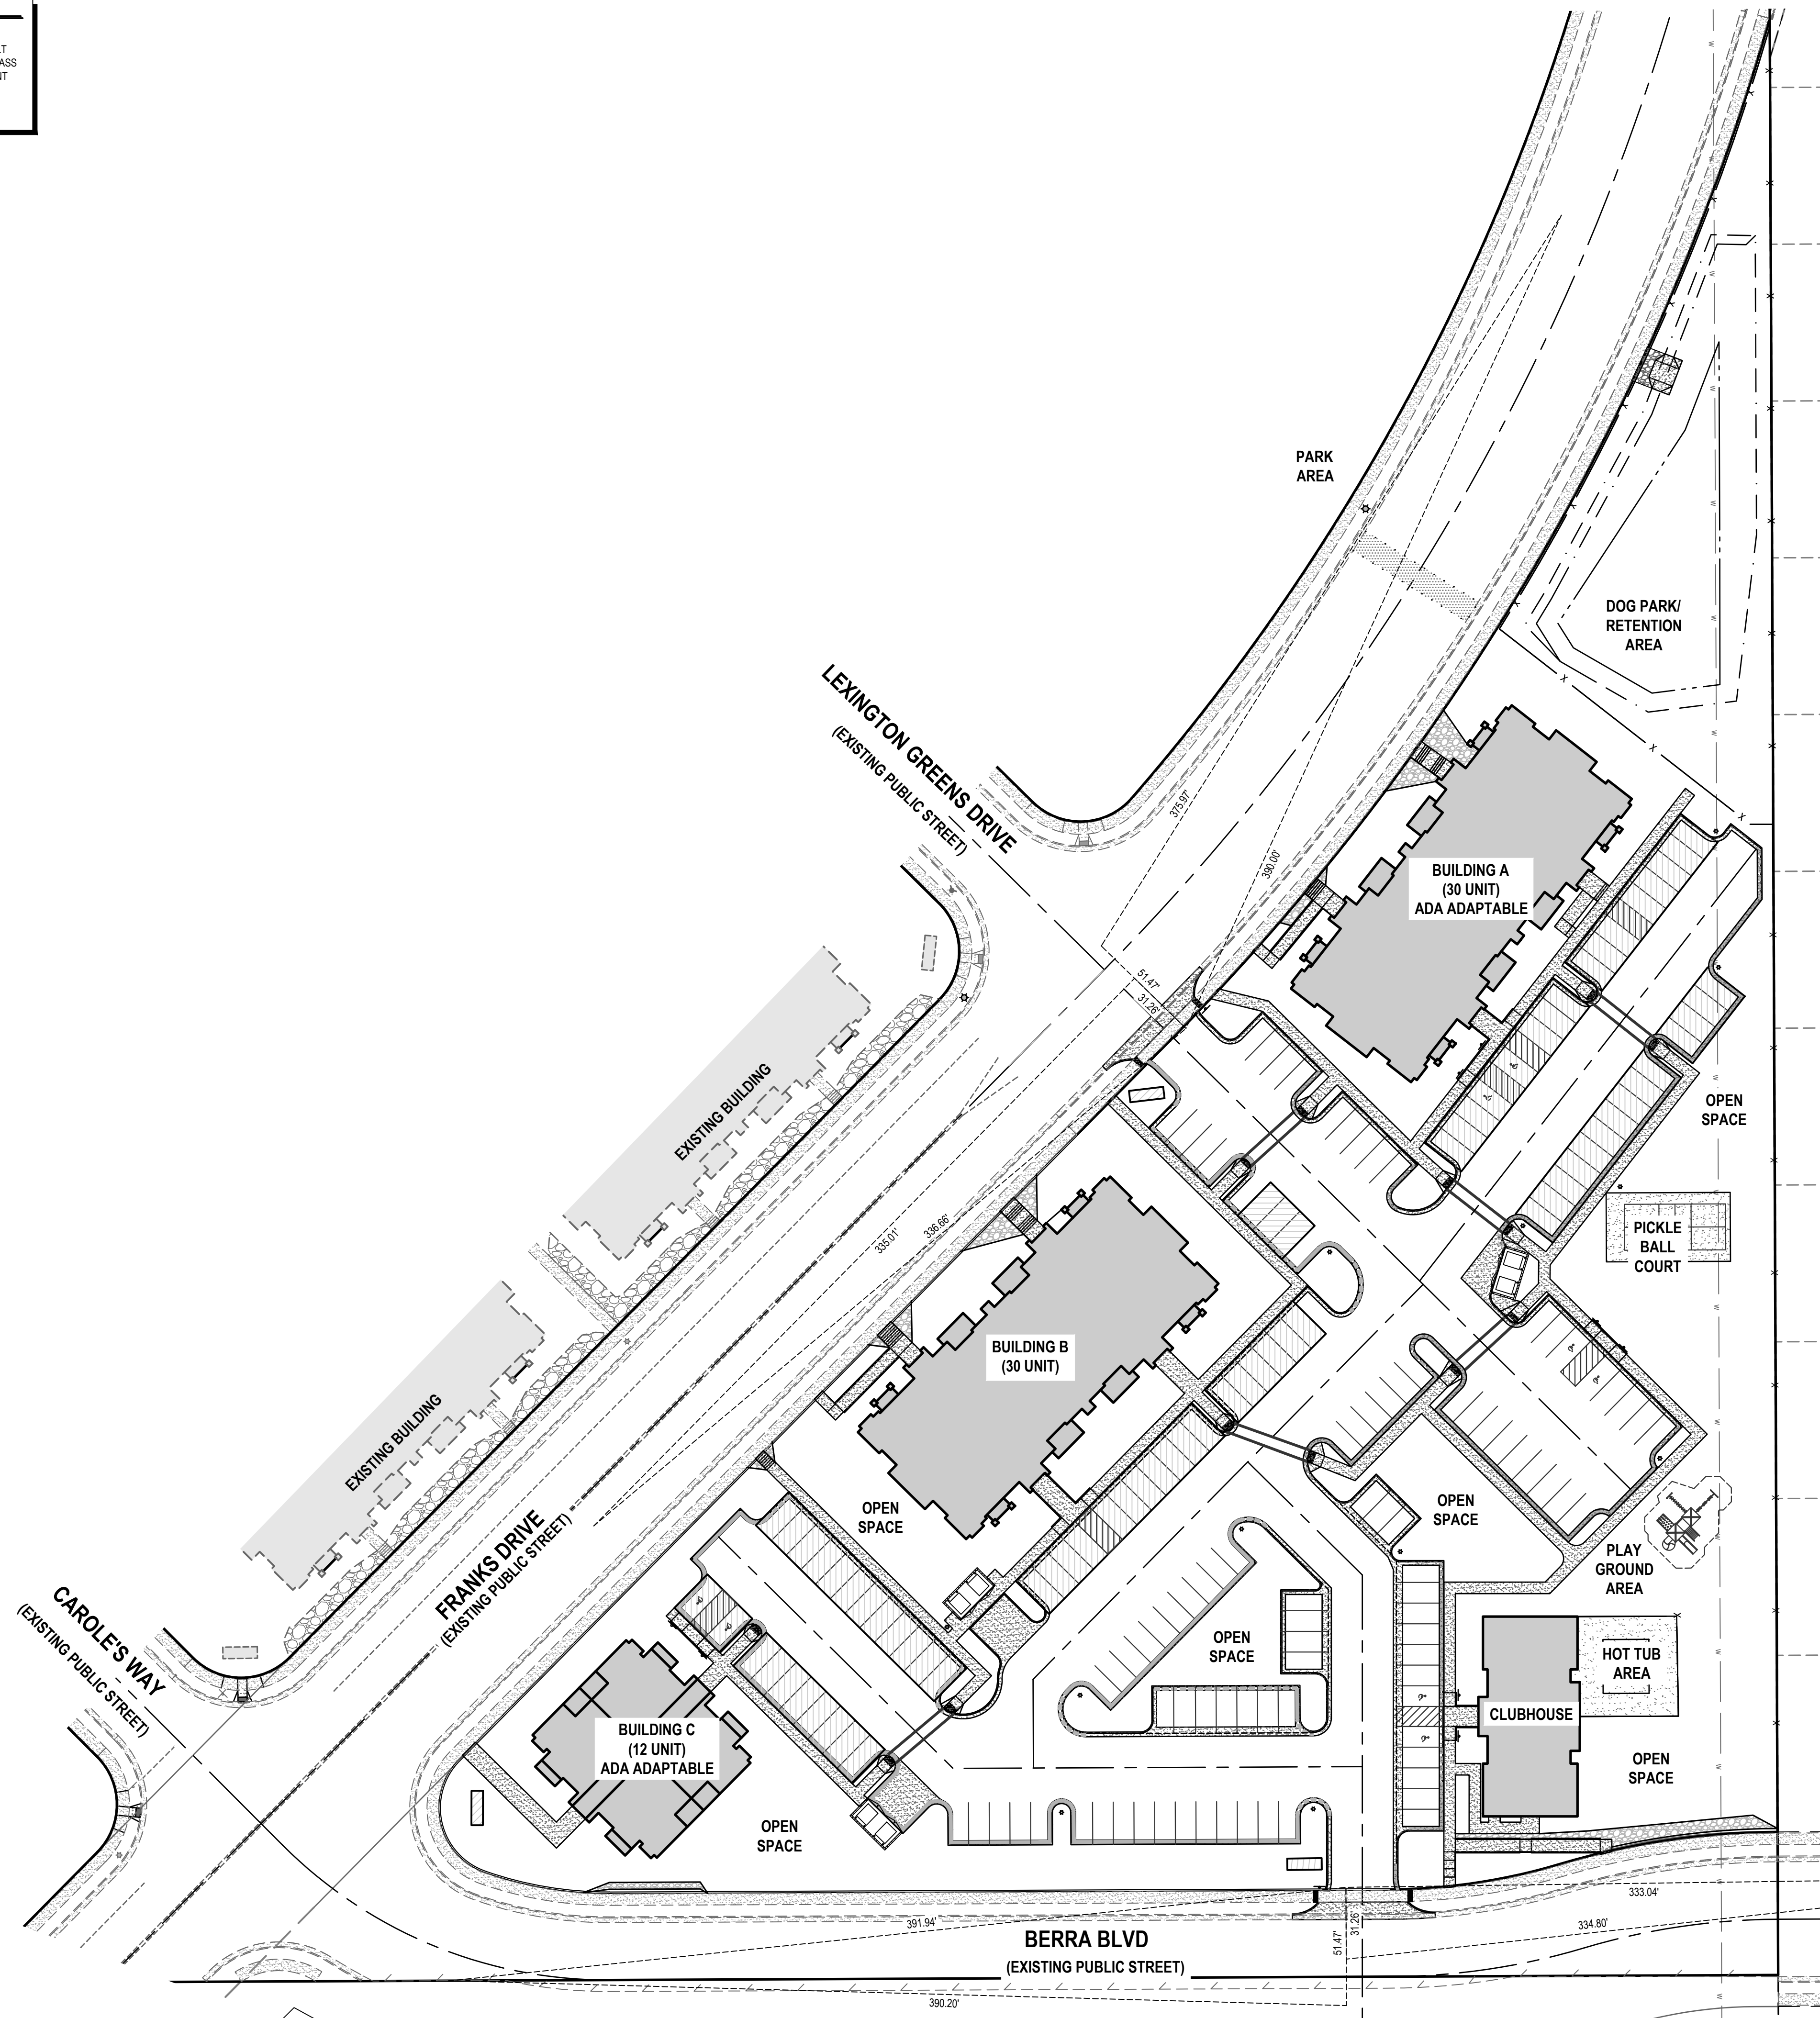 LT
ASS
NT
PARK
AREA
DOG PARK/
RETENTION
AREA
LEXINGTON GREENS DRIVE
(EXISTING PUBLIC STREET)
375.97'
390.00'
BUILDING A
(30 UNIT)
ADA ADAPTABLE
51.47'
31.26'
EXISTING BUILDING
OPEN
SPACE
PICKLE
BALL
COURT
335.01'
336.66'
BUILDING B
(30 UNIT)
EXISTING BUILDING
OPEN
SPACE
OPEN
SPACE
FRANKS DRIVE
(EXISTING PUBLIC STREET)
PLAY
GROUND
AREA
CAROLE'S WAY
(EXISTING PUBLIC STREET)
OPEN
SPACE
HOT TUB
AREA
CLUBHOUSE
BUILDING C
(12 UNIT)
ADA ADAPTABLE
OPEN
SPACE
OPEN
SPACE
333.04'
391.94'
51.47'
31.26'
334.80'
BERRA BLVD
(EXISTING PUBLIC STREET)
390.20'